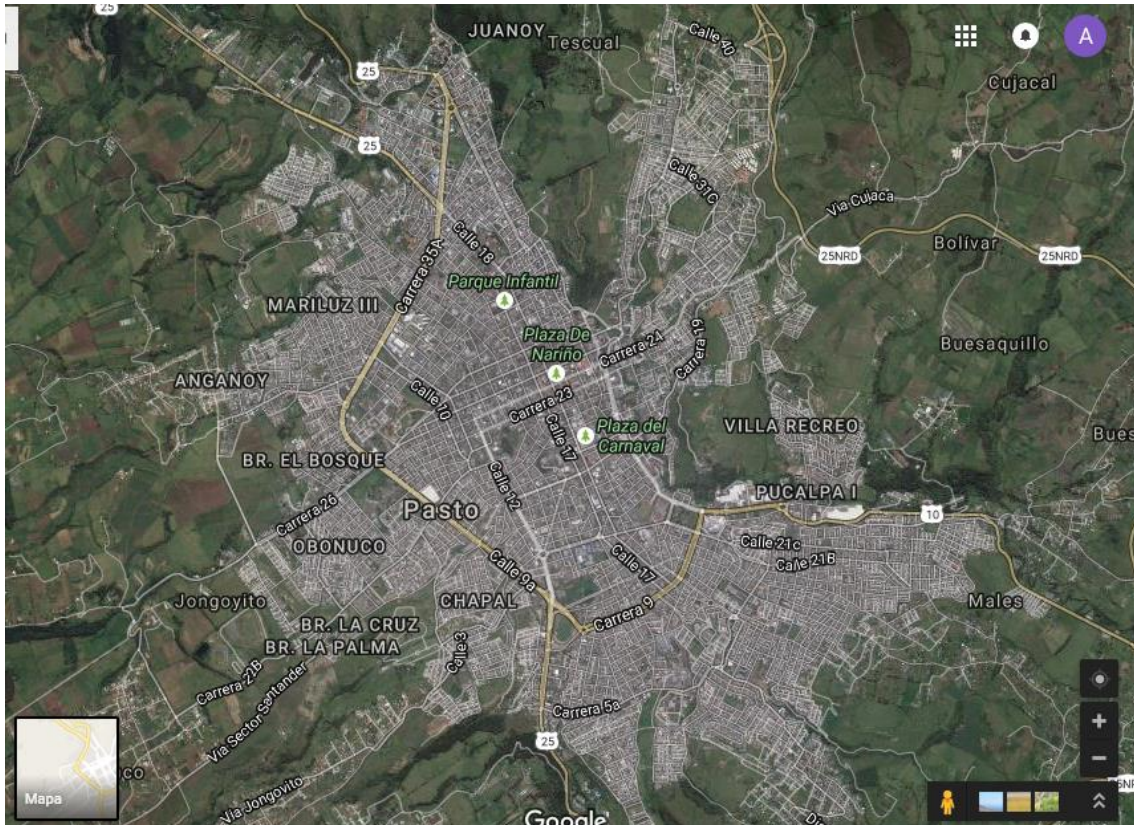 25
JUANOY
Tescual
Calle 40
A
25
Cujacal
25
Calle 31C
Via Cujaca
Calle 18
25NRD
Bolívar
25NRD
Carrera 35A
Parque Infantil
MARILUZ III
Plaza De
Nariño
Carrera 24
Carrera 19
Buesaquillo
ANGANOY
Calle 10
Carrera 23
Calle 17
Plaza del
Carnaval
VILLA RECREO
Bues
BR. EL BOSQUE
Pasto
Calle 12
PUCALPA I
10
Carrera 26
OBONUCO
Calle 21c
Calle 21B
Calle 17
Calle 9a
Jongoyito
CHAPAL
Carrera 9
Males
BR. LA CRUZ
BR. LA PALMA
Calle 3
Carrera 21B
Via Sector Santander
Carrera 5a
25
co
Mapa
Via Jongovito
Google